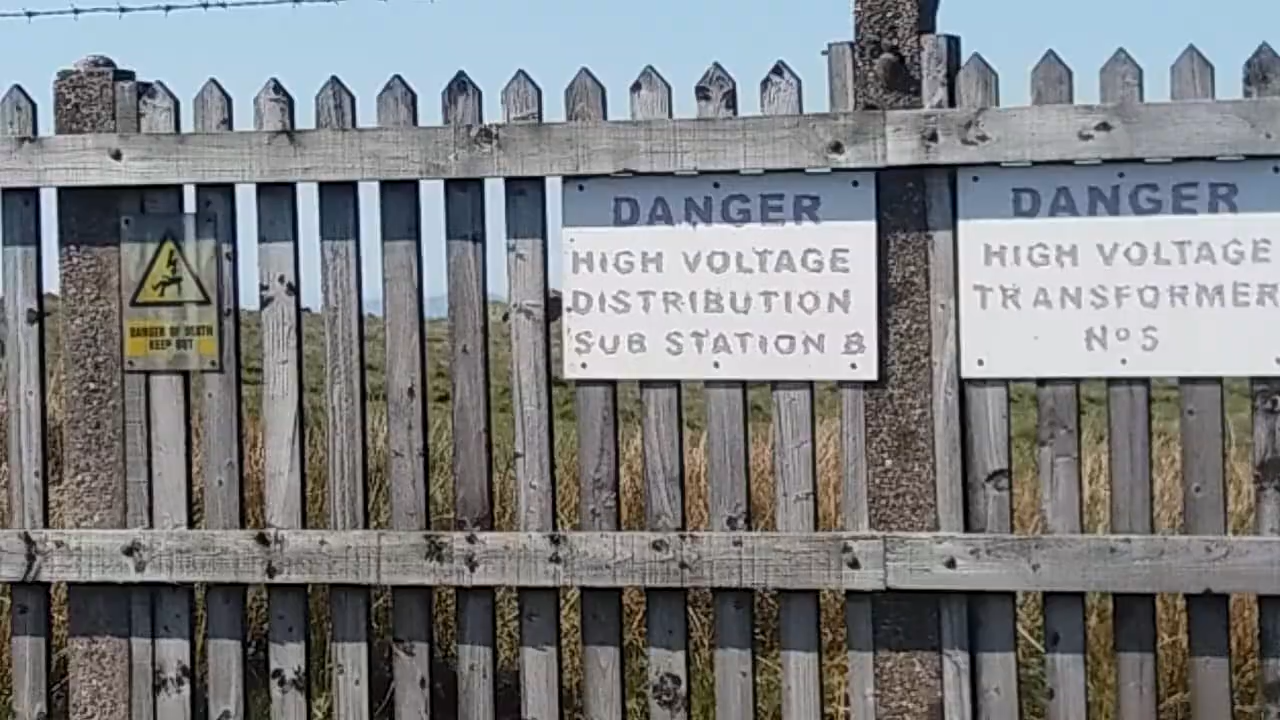 DANGER OF DEATH
KEEP OUT
DANGER
HIGH VOLTAGE
DISTRIBUTION
SUB STATION B
DANGER
HIGH VOLTAGE
TRANSFORMER
Nº 5